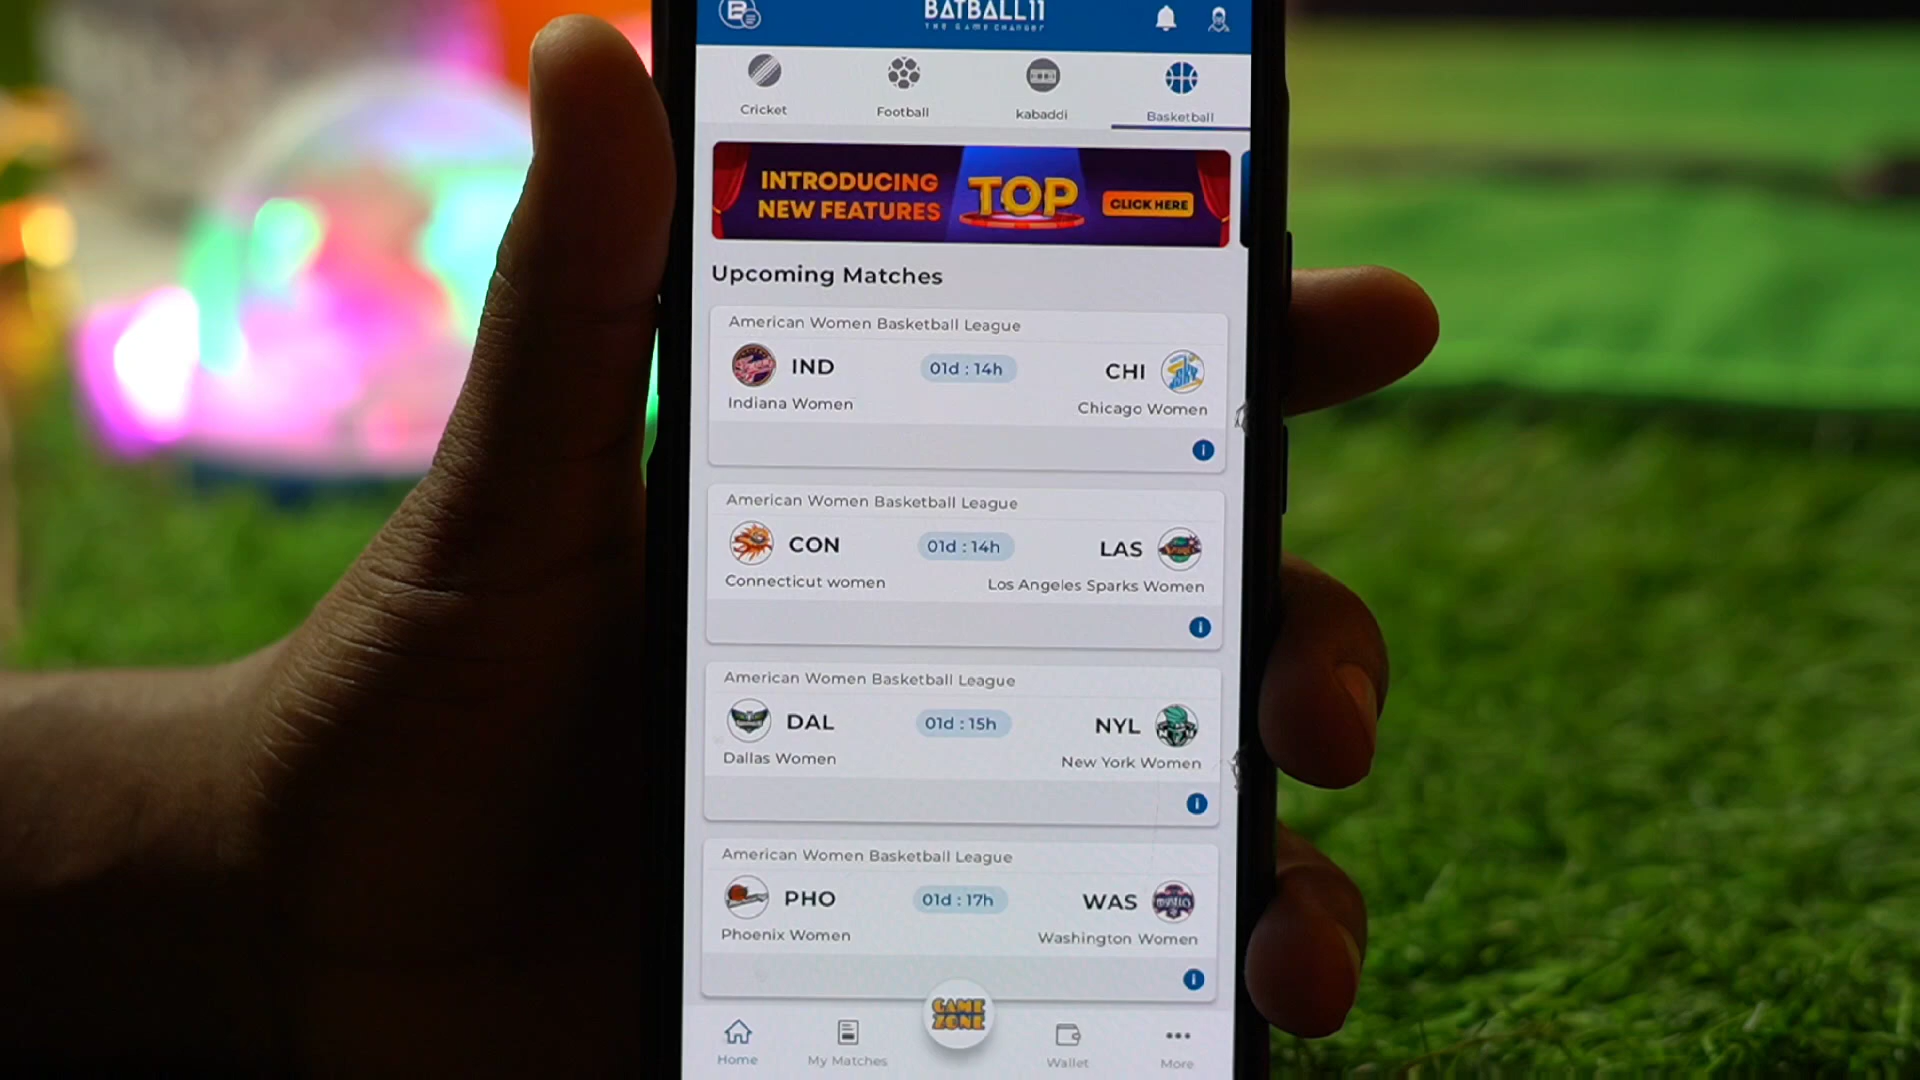 BATBALL11
THE GAME CHANGER
Cricket
Football
kabaddi
Basketball
INTRODUCING
NEW FEATURES
TOP
CLICK HERE
Upcoming Matches
American Women Basketball League
IND
01d : 14h
CHI
SKY
Indiana Women
Chicago Women
i
American Women Basketball League
CON
01d : 14h
LAS
Connecticut women
Los Angeles Sparks Women
i
American Women Basketball League
DAL
01d : 15h
NYL
Dallas Women
New York Women
i
American Women Basketball League
PHO
01d : 17h
WAS
Phoenix Women
Washington Women
i
GAME
ZONE
Home
My Matches
Wallet
More